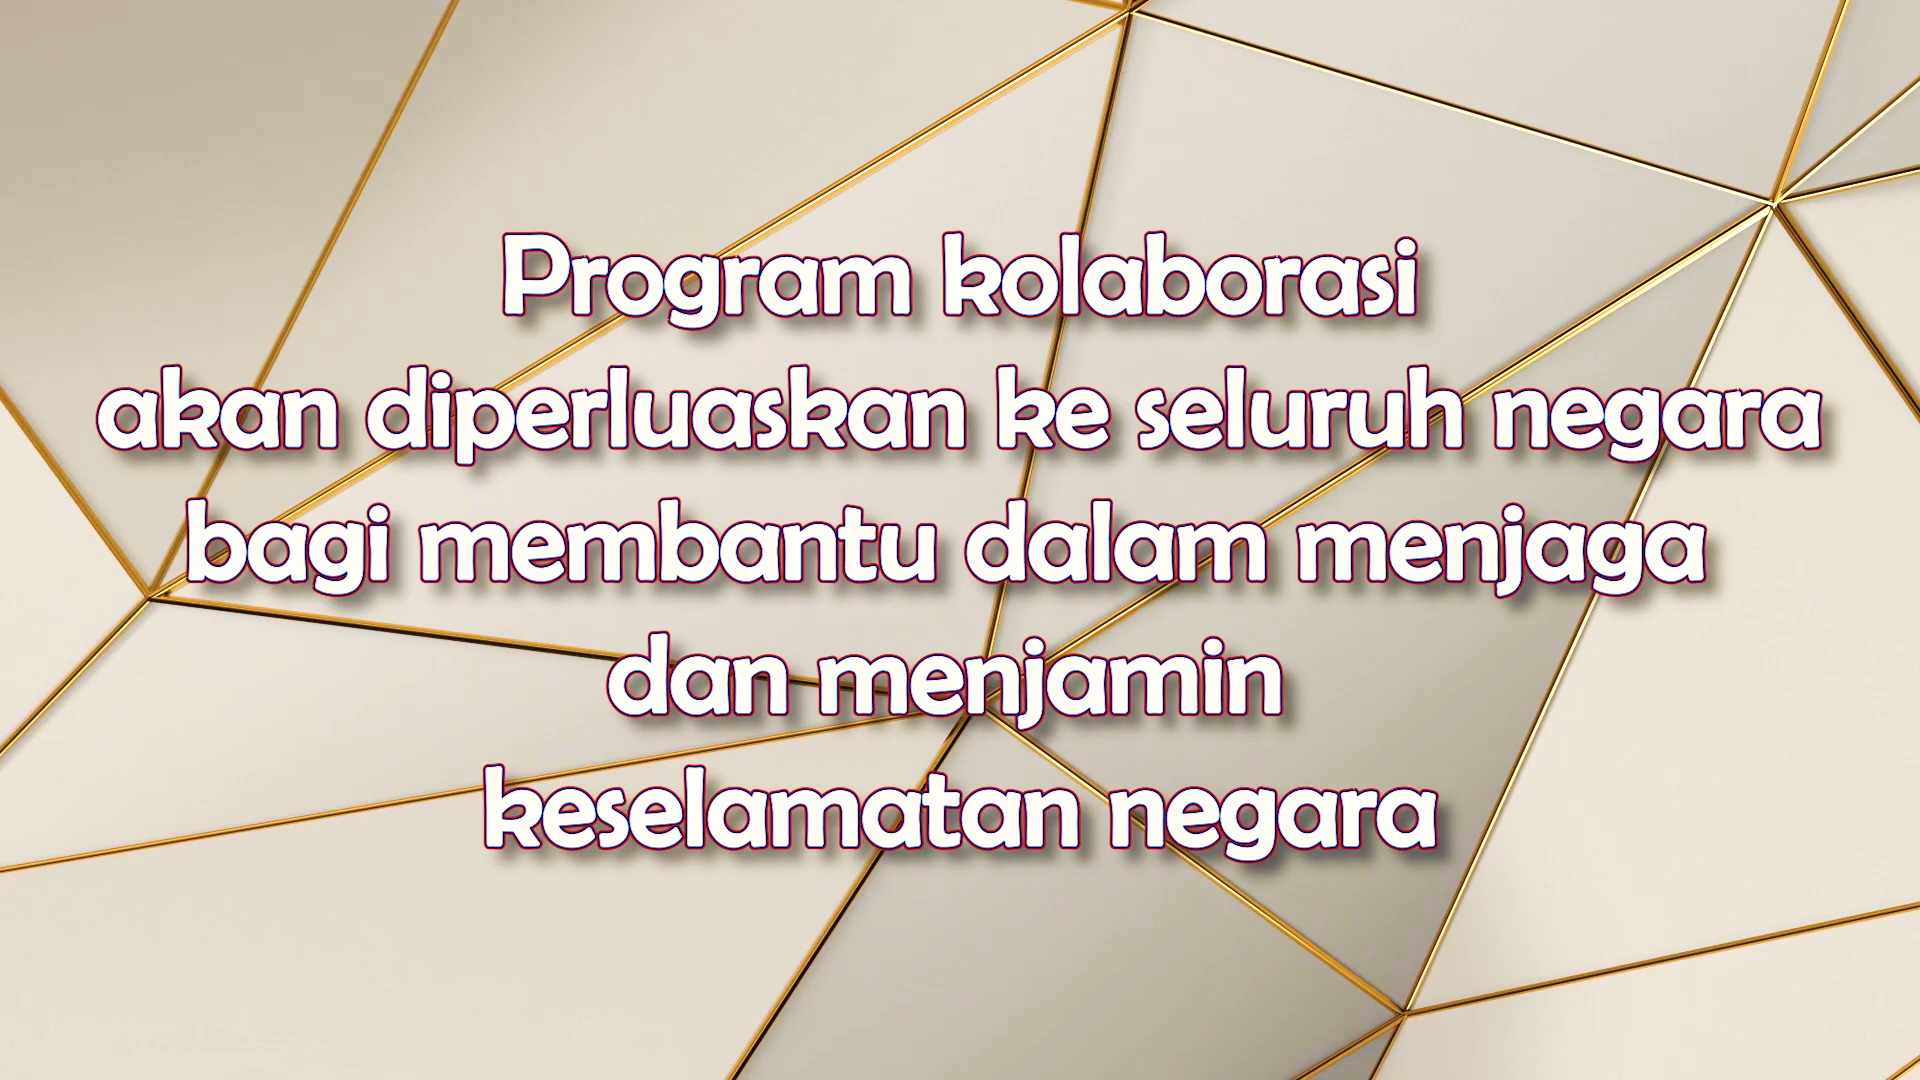 Program kolaborasi
akan diperluaskan ke seluruh negara
bagi membantu dalam menjaga
dan menjamin
keselamatan negara